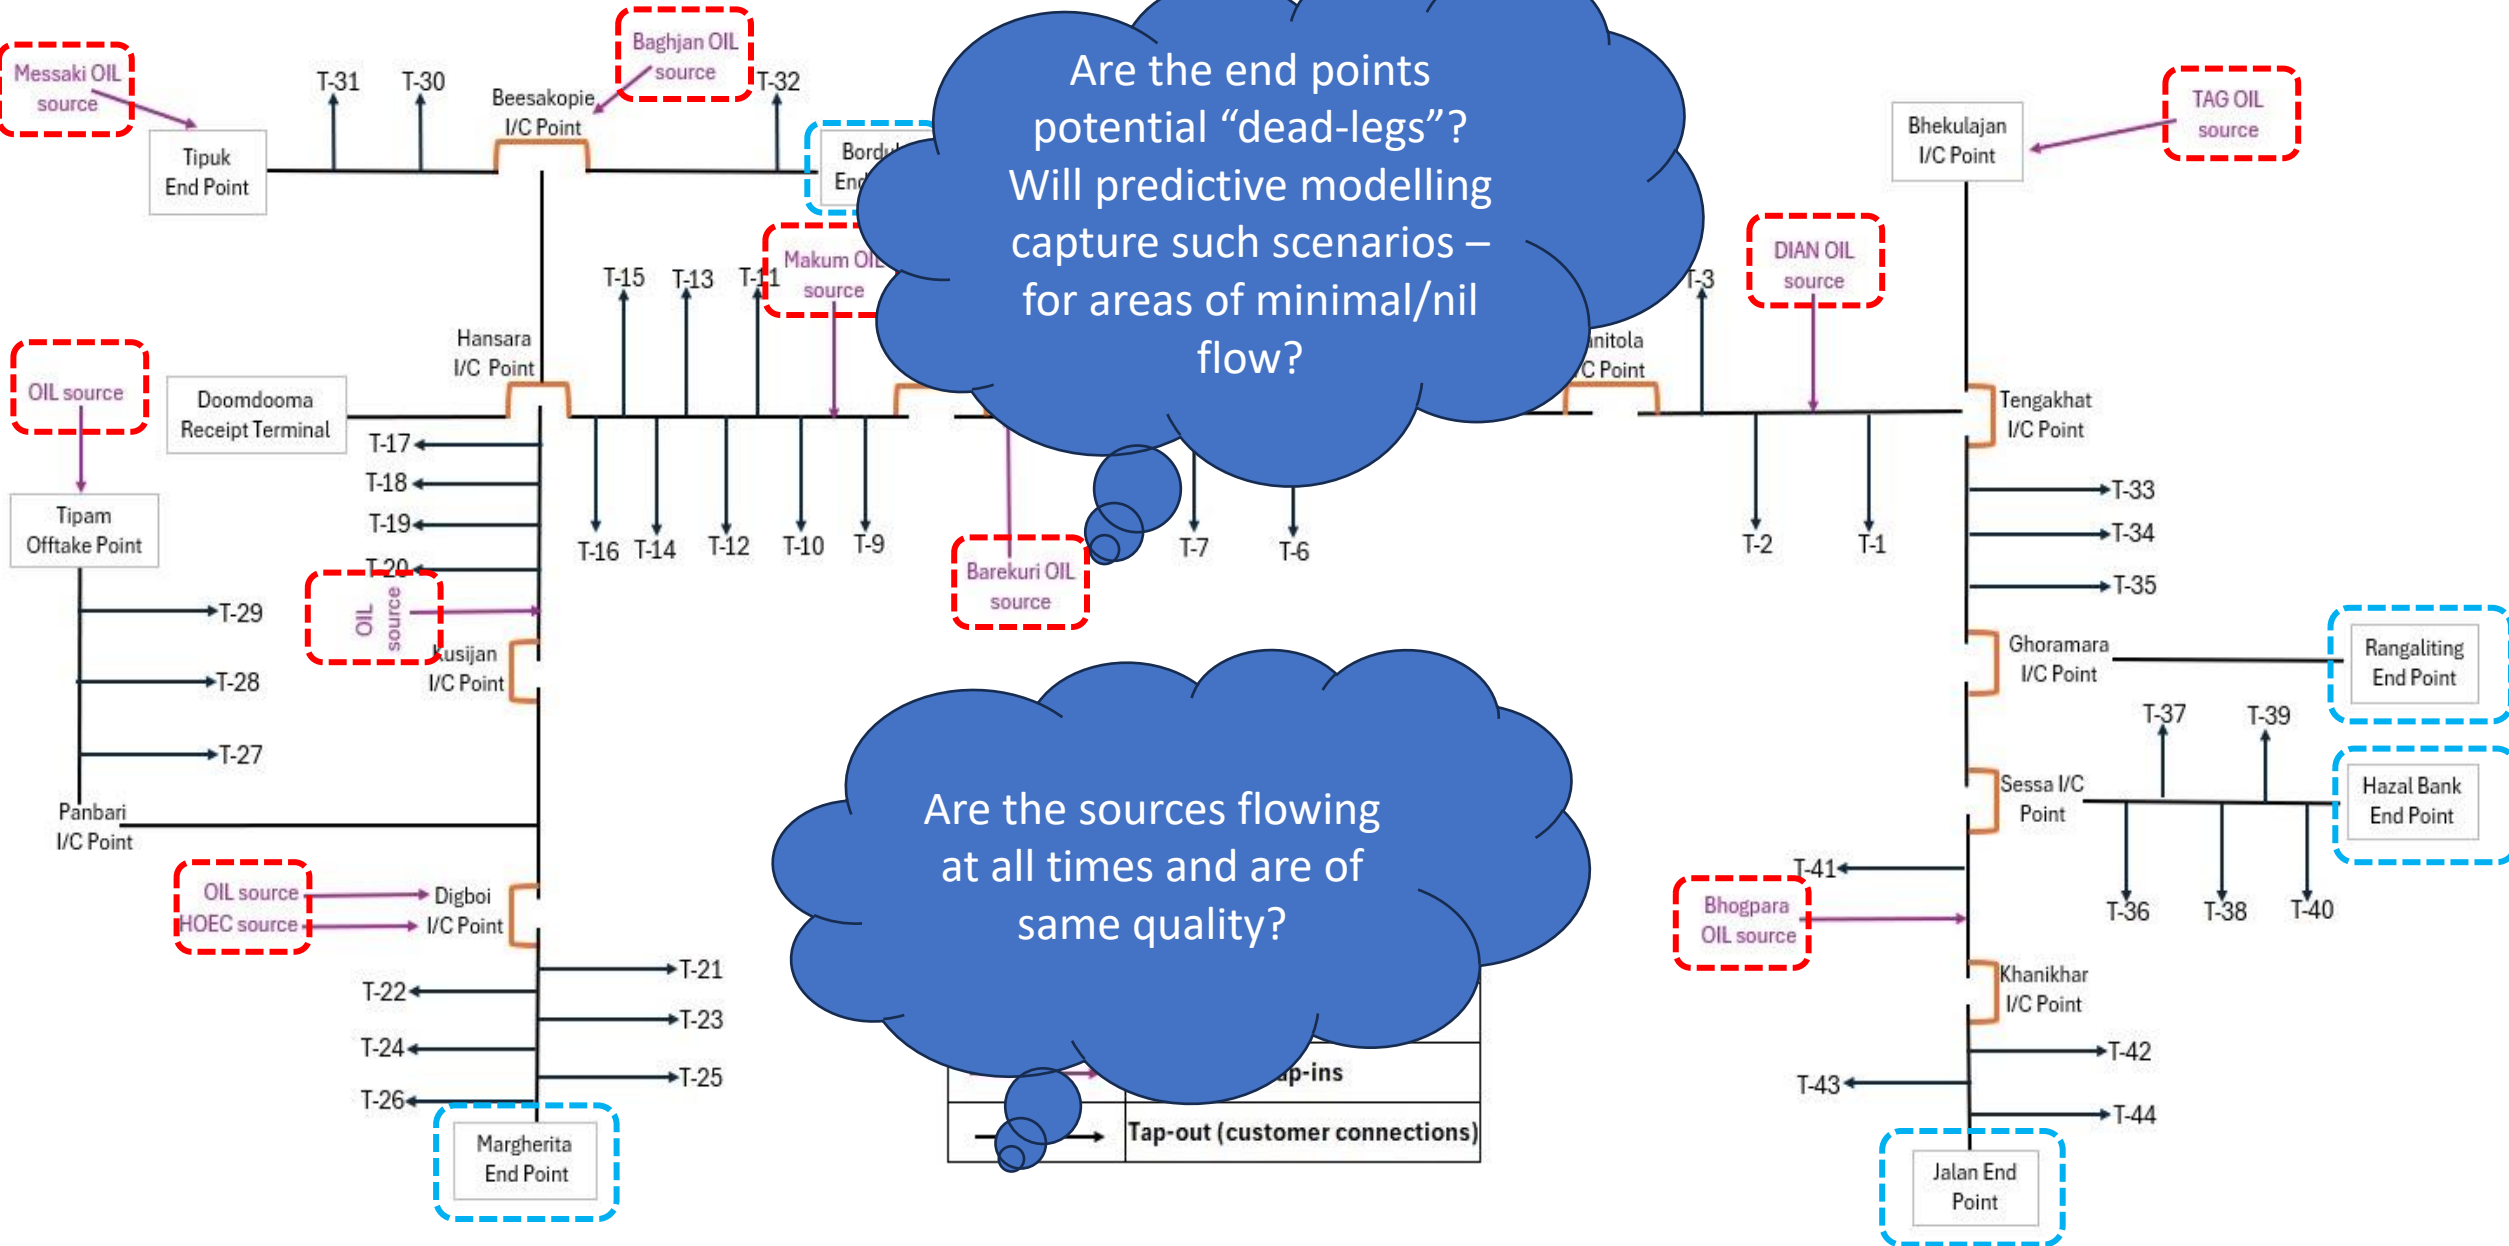 Messaki OIL
source
Tipuk
End Point
T-31
T-30
Beesakopie
I/C Point
Baghjan OIL
source
T-32
Are the end points
potential “dead-legs”?
Will predictive modelling
capture such scenarios –
for areas of minimal/nil
flow?
Bhekulajan
I/C Point
TAG OIL
source
Hansara
I/C Point
T-15
T-13
T-11
Makum OIL
source
I/C Point
T-3
DIAN OIL
source
OIL source
Doomdooma
Receipt Terminal
Tengakhat
I/C Point
T-17
T-18
T-19
T-20
T-16
T-14
T-12
T-10
T-9
T-7
T-6
T-2
T-1
T-33
T-34
T-35
Tipam
Offtake Point
T-29
T-28
T-27
OIL
source
Kusijan
I/C Point
Barekuri OIL
source
Ghoramara
I/C Point
Rangaliting
End Point
Panbari
I/C Point
Are the sources flowing
at all times and are of
same quality?
Sessa I/C
Point
T-37
T-39
Hazal Bank
End Point
T-36
T-38
T-40
OIL source
HOEC source
Digboi
I/C Point
T-41
Bhogpara
OIL source
Khanikhar
I/C Point
T-21
T-22
T-23
T-24
T-25
T-26
Margherita
End Point
Tap-out (customer connections)
T-42
T-43
T-44
Jalan End
Point